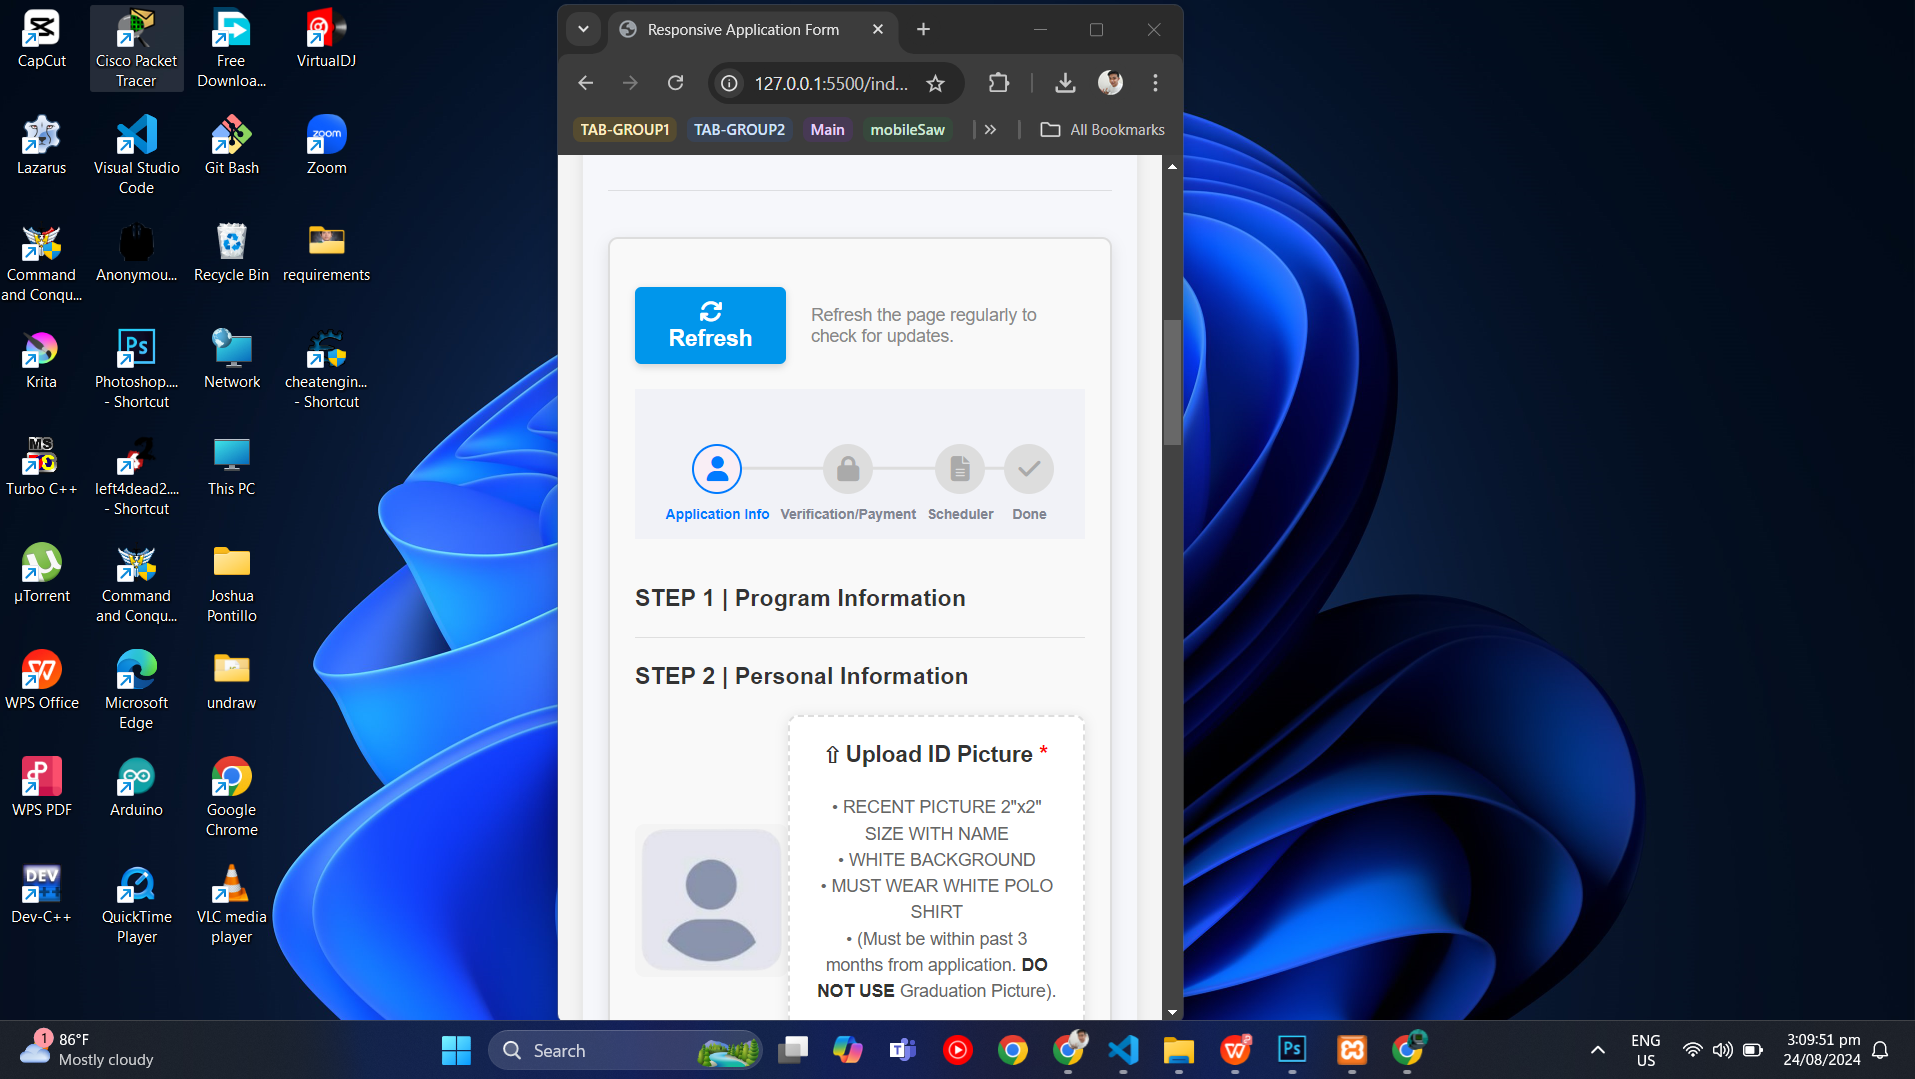 CapCut
Cisco Packet
Tracer
Free
Downloa...
VirtualDJ
Lazarus
Visual Studio
Code
Git Bash
zoom
Zoom
Command
and Conqu...
Anonymou...
Recycle Bin
requirements
Krita
Ps
Photoshop....
- Shortcut
Network
cheatengin...
- Shortcut
MS
Turbo C++
left4dead2....
- Shortcut
This PC
µTorrent
Command
and Conqu...
Joshua
Pontillo
WPS Office
Microsoft
Edge
undraw
WPS PDF
Arduino
Google
Chrome
DEV
Dev-C++
QuickTime
Player
VLC media
player
Responsive Application Form
127.0.0.1:5500/ind...
TAB-GROUP1
TAB-GROUP2
Main
mobileSaw
All Bookmarks
Refresh
Refresh the page regularly to
check for updates.
Application Info
Verification/Payment
Scheduler
Done
STEP 1 | Program Information
STEP 2 | Personal Information
⇧ Upload ID Picture *
• RECENT PICTURE 2"x2"
SIZE WITH NAME
• WHITE BACKGROUND
• MUST WEAR WHITE POLO
SHIRT
• (Must be within past 3
months from application. DO
NOT USE Graduation Picture).
1
86°F
Mostly cloudy
Search
Ps
ENG
US
3:09:51 pm
24/08/2024